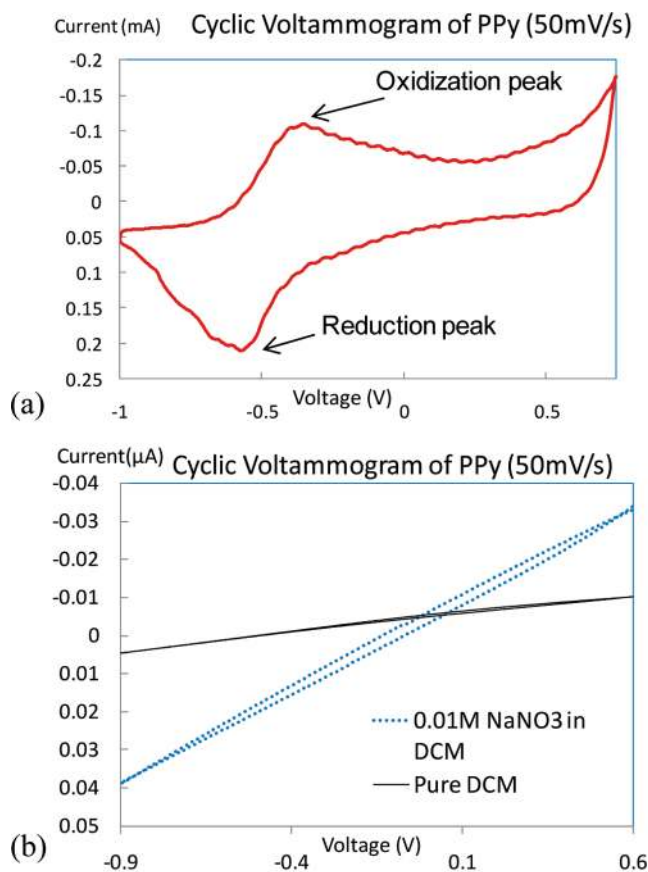 Current (mA) Cyclic Voltammogram of PPy (50mV/s)
-0.2
-0.15
-0.1
-0.05
0
0.05
0.1
0.15
0.2
0.25
Oxidization peak
Reduction peak
-1 -0.5 0 0.5
Voltage (V)
(a)
Current(μA) Cyclic Voltammogram of PPy (50mV/s)
-0.04
-0.03
-0.02
-0.01
0
0.01
0.02
0.03
0.04
0.05
0.01M NaNO3 in
DCM
Pure DCM
-0.9 -0.4 0.1 0.6
Voltage (V)
(b)